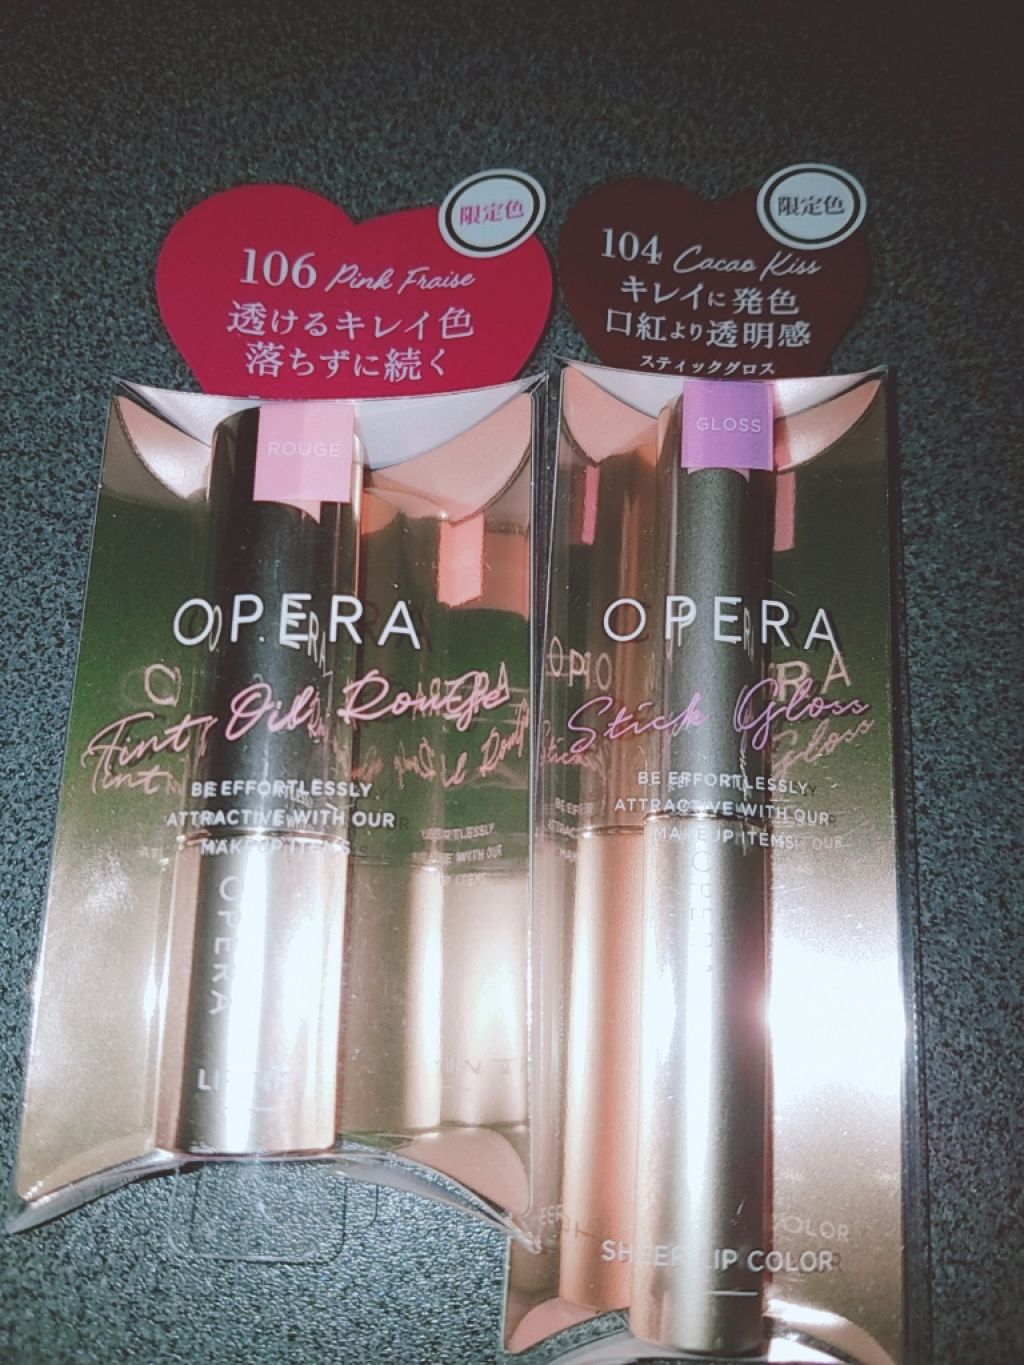 限定色
106 Pink Fraise
透けるキレイ色
落ちずに続く
ROUGE
OPERA
Tint Oil Rouge
BE EFFORTLESSLY
ATTRACTIVE WITH OUR
MAKEUP ITEMS
OPERA
限定色
104 Cacao Kiss
キレイに発色
口紅より透明感
スティックグロス
GLOSS
OPERA
Stick Gloss
BE EFFORTLESSLY
ATTRACTIVE WITH OUR
MAKEUP ITEMS
OPERA
SHEER LIP COLOR